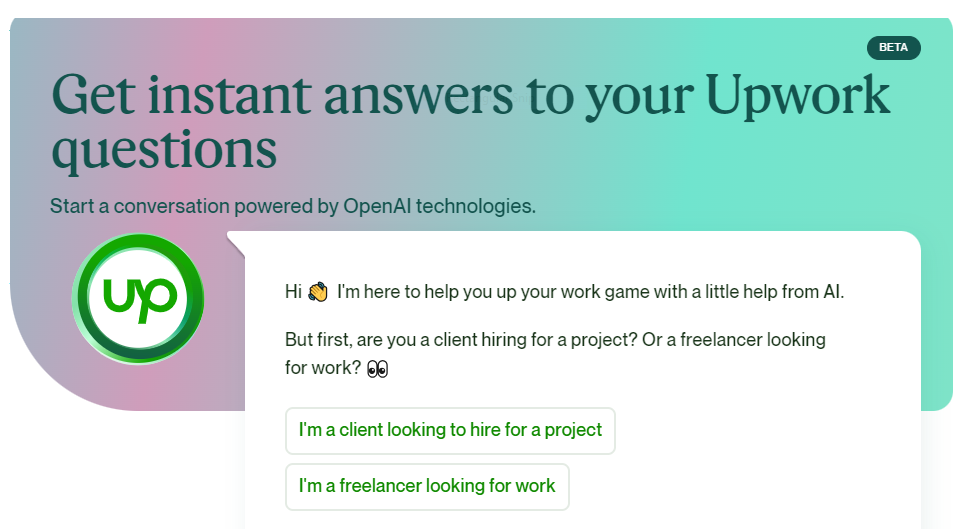 BETA
Get instant answers to your Upwork
questions
Start a conversation powered by OpenAI technologies.
up
Hi 👋 I'm here to help you up your work game with a little help from AI.
But first, are you a client hiring for a project? Or a freelancer looking
for work? 👀
I'm a client looking to hire for a project
I'm a freelancer looking for work